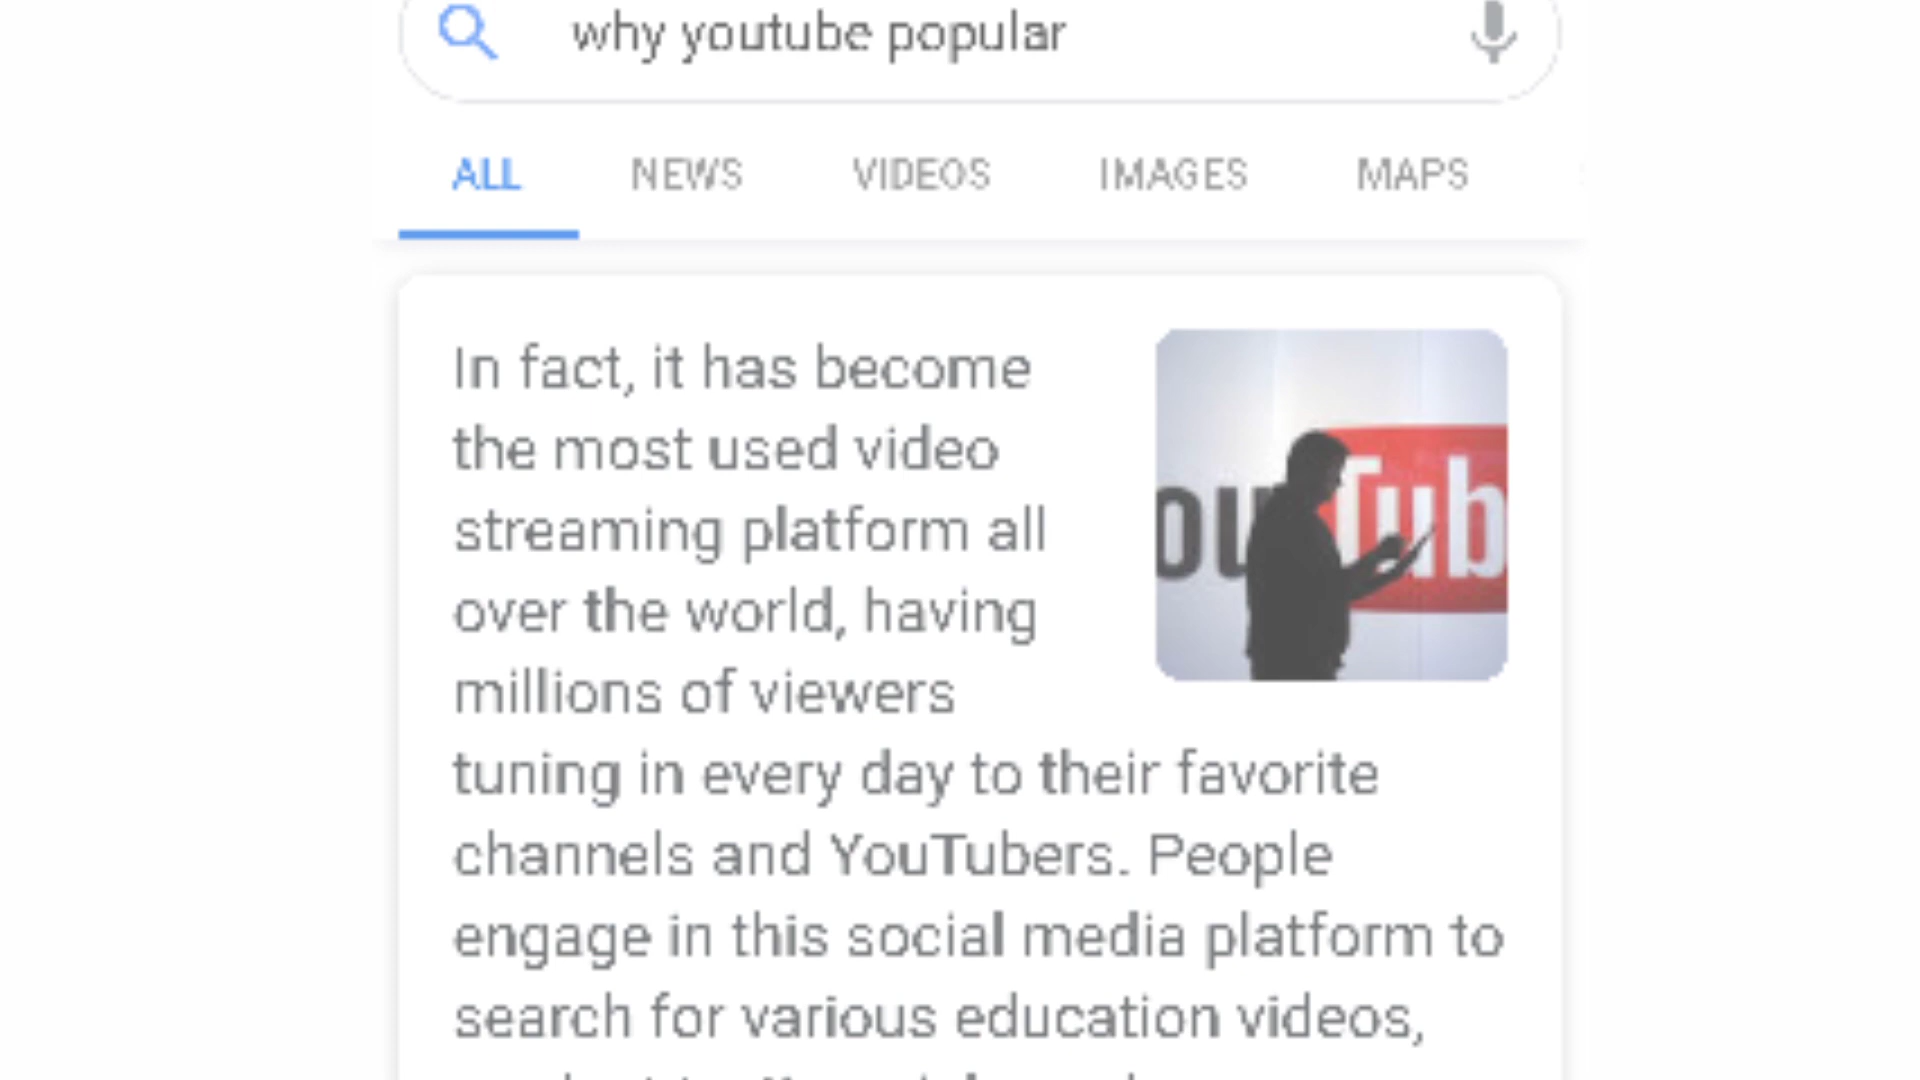 why youtube popular
ALL NEWS VIDEOS IMAGES MAPS
In fact, it has become
the most used video
streaming platform all
over the world, having
millions of viewers
tuning in every day to their favorite
channels and YouTubers. People
engage in this social media platform to
search for various education videos,
ou Tub